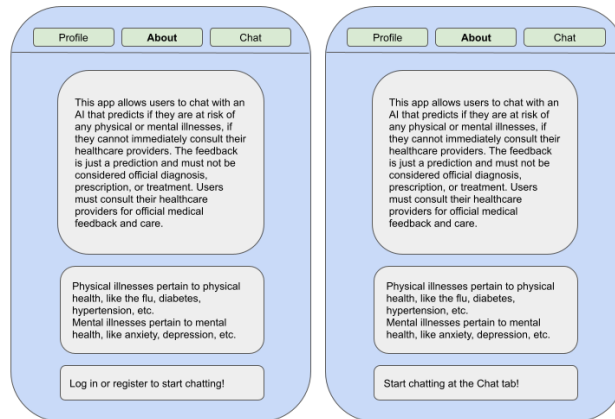 Profile
About
Chat
This app allows users to chat with an
AI that predicts if they are at risk of
any physical or mental illnesses, if
they cannot immediately consult their
healthcare providers. The feedback
is just a prediction and must not be
considered official diagnosis,
prescription, or treatment. Users
must consult their healthcare
providers for official medical
feedback and care.
Physical illnesses pertain to physical
health, like the flu, diabetes,
hypertension, etc.
Mental illnesses pertain to mental
health, like anxiety, depression, etc.
Log in or register to start chatting!
Profile
About
Chat
This app allows users to chat with an
AI that predicts if they are at risk of
any physical or mental illnesses, if
they cannot immediately consult their
healthcare providers. The feedback
is just a prediction and must not be
considered official diagnosis,
prescription, or treatment. Users
must consult their healthcare
providers for official medical
feedback and care.
Physical illnesses pertain to physical
health, like the flu, diabetes,
hypertension, etc.
Mental illnesses pertain to mental
health, like anxiety, depression, etc.
Start chatting at the Chat tab!